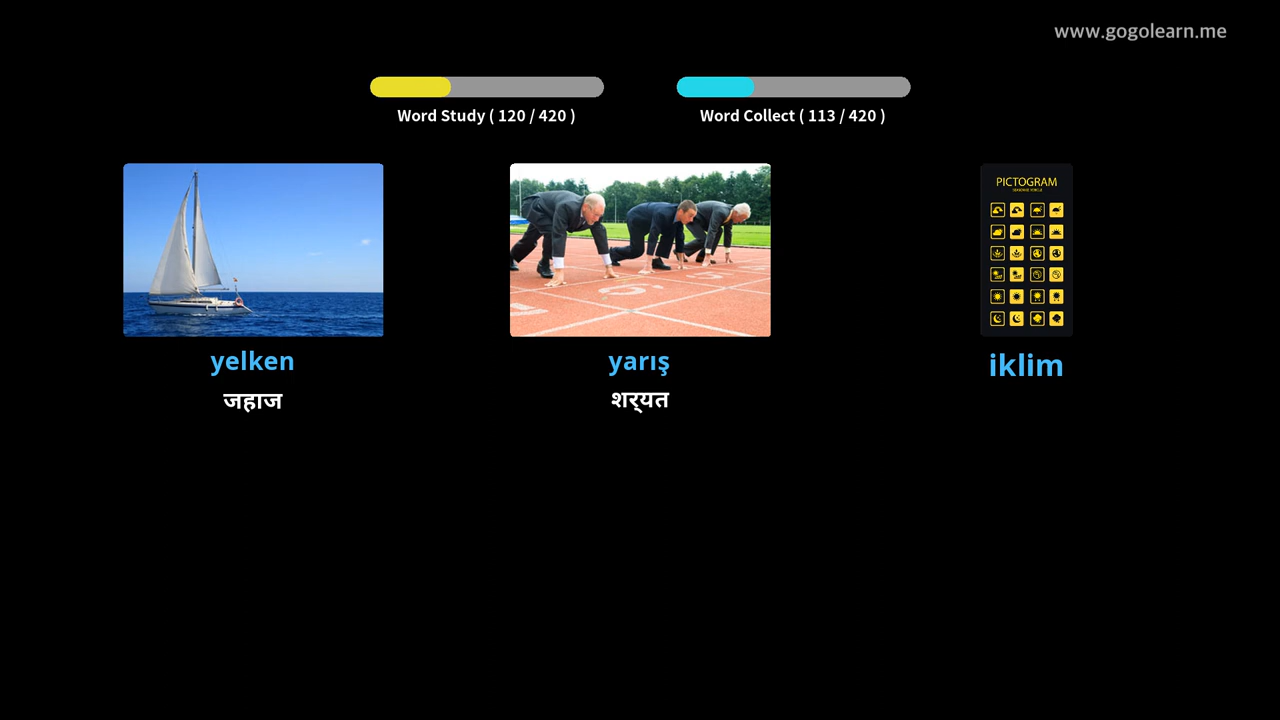 www.gogolearn.me
Word Study ( 120 / 420 )
Word Collect ( 113 / 420 )
PICTOGRAM
yelken
yarış
iklim
जहाज
शर्‍यत